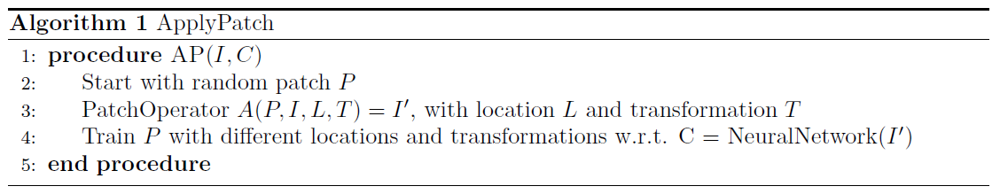 Algorithm 1 ApplyPatch
1: procedure AP(I, C)
2: Start with random patch P
3: PatchOperator A(P, I, L, T) = I′, with location L and transformation T
4: Train P with different locations and transformations w.r.t. C = NeuralNetwork(I′)
5: end procedure